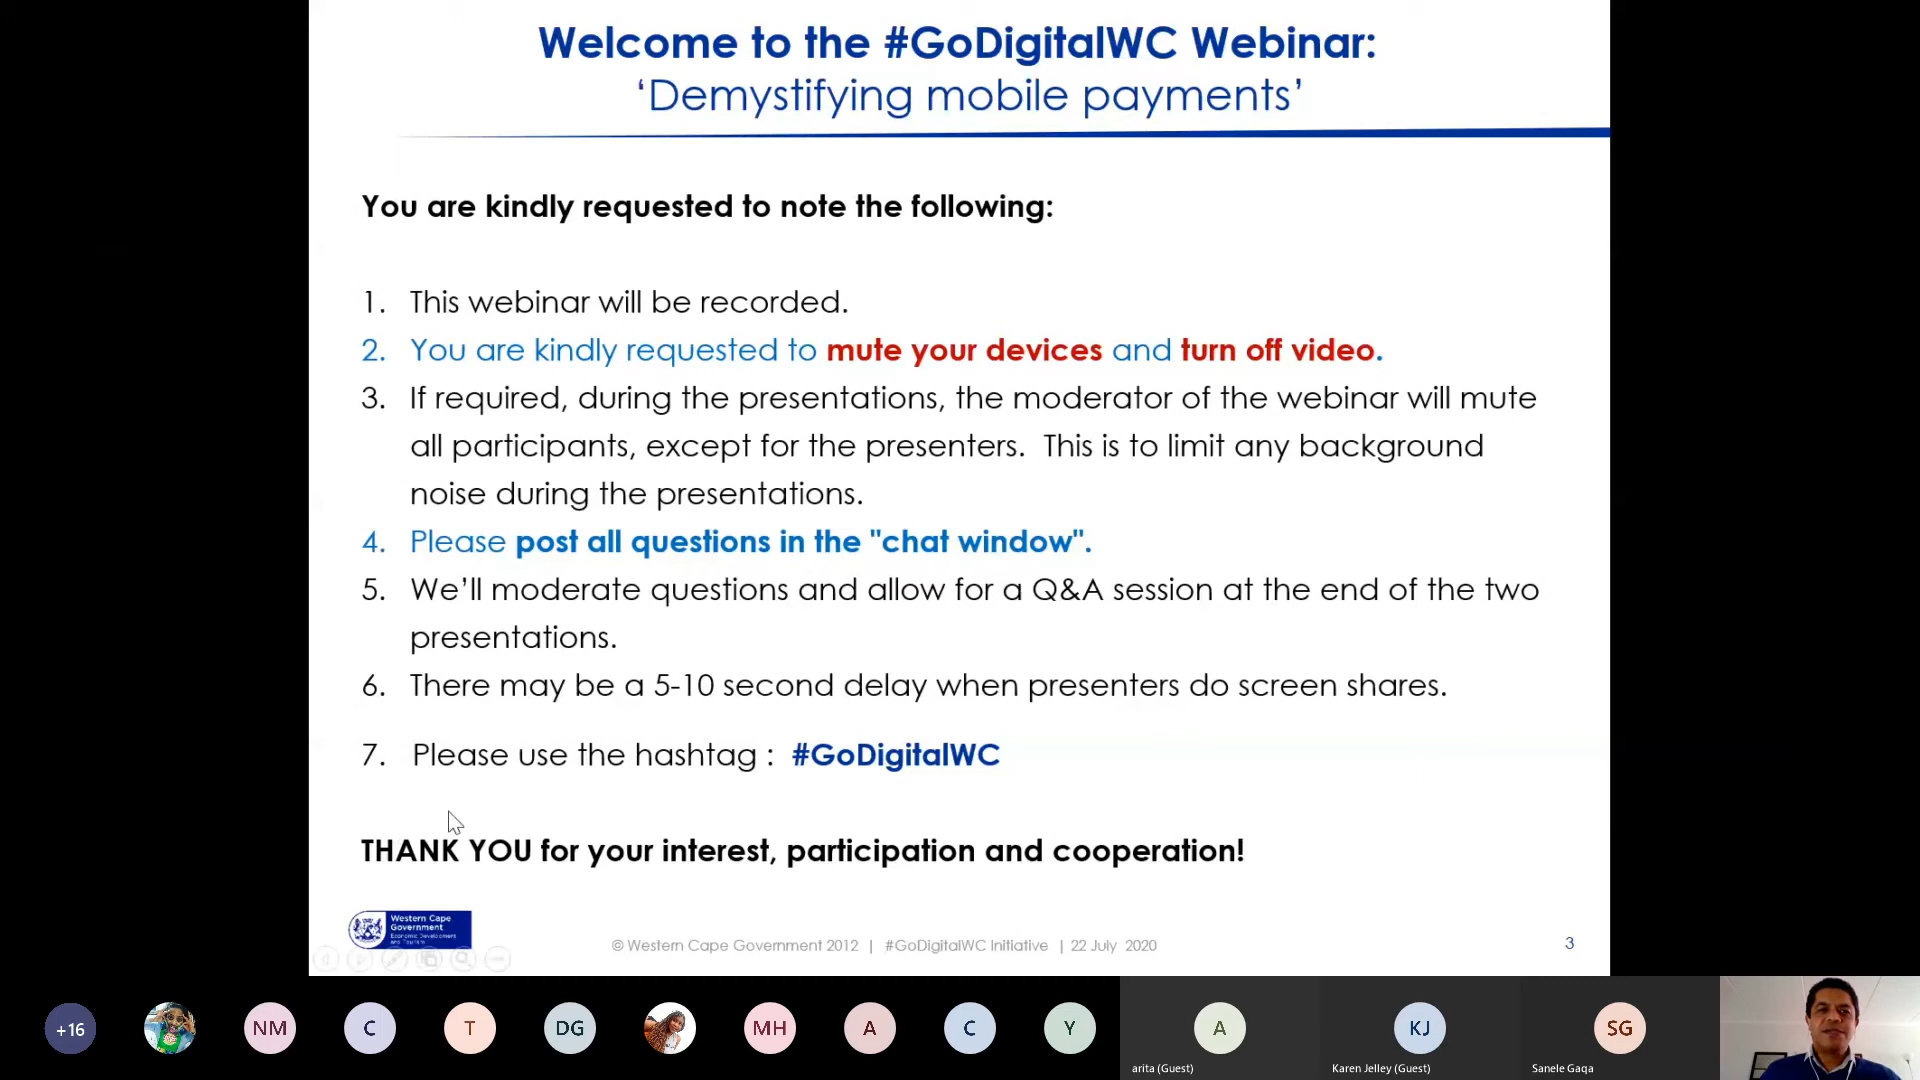 Welcome to the #GoDigitalWC Webinar:
‘Demystifying mobile payments’
You are kindly requested to note the following:
1. This webinar will be recorded.
2. You are kindly requested to mute your devices and turn off video.
3. If required, during the presentations, the moderator of the webinar will mute
all participants, except for the presenters. This is to limit any background
noise during the presentations.
4. Please post all questions in the "chat window".
5. We’ll moderate questions and allow for a Q&A session at the end of the two
presentations.
6. There may be a 5-10 second delay when presenters do screen shares.
7. Please use the hashtag : #GoDigitalWC
THANK YOU for your interest, participation and cooperation!
Western Cape
Government
Economic Development
and Tourism
© Western Cape Government 2012 | #GoDigitalWC Initiative | 22 July 2020
3
+16
NM
C
T
DG
MH
A
C
Y
A
KJ
SG
arita (Guest)
Karen Jelley (Guest)
Sanele Gaqa